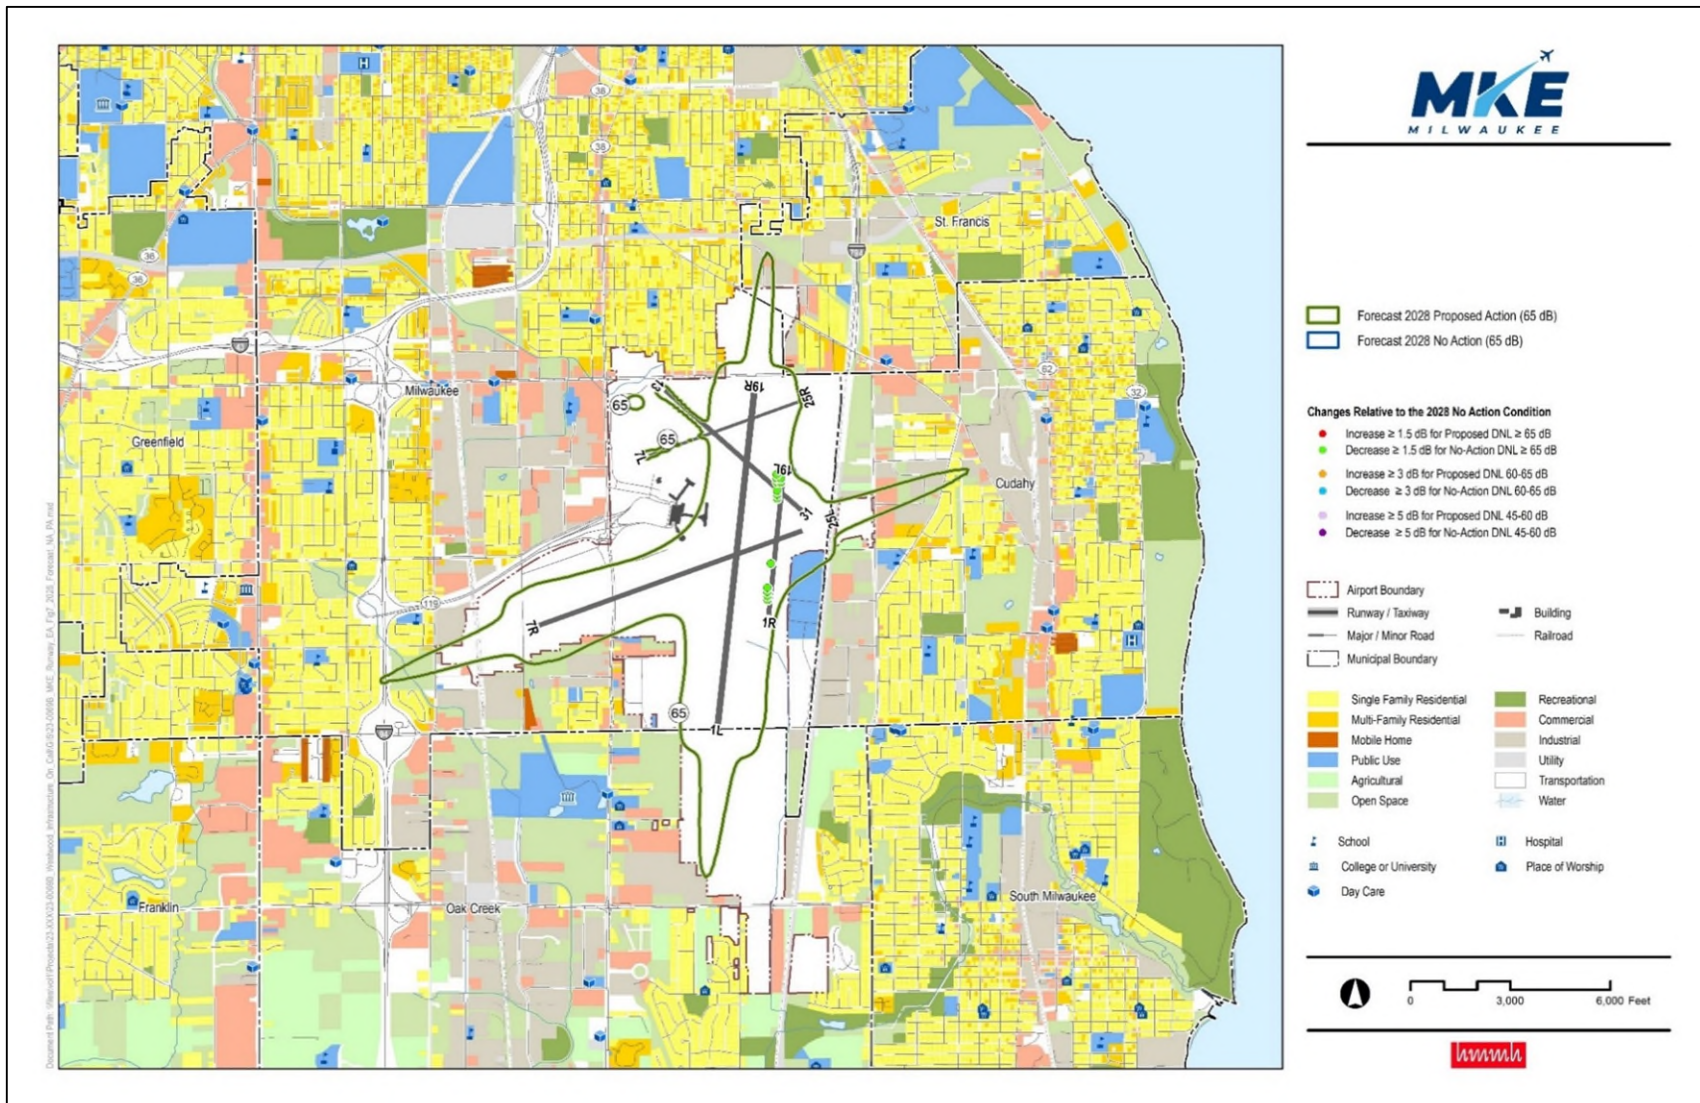 MKE
MILWAUKEE
Forecast 2028 Proposed Action (65 dB)
Forecast 2028 No Action (65 dB)
Changes Relative to the 2028 No Action Condition
Increase ≥ 1.5 dB for Proposed DNL ≥ 65 dB
Decrease ≥ 1.5 dB for No-Action DNL ≥ 65 dB
Increase ≥ 3 dB for Proposed DNL 60-65 dB
Decrease ≥ 3 dB for No-Action DNL 60-65 dB
Increase ≥ 5 dB for Proposed DNL 45-60 dB
Decrease ≥ 5 dB for No-Action DNL 45-60 dB
Airport Boundary
Runway / Taxiway
Building
Major / Minor Road
Railroad
Municipal Boundary
Single Family Residential
Recreational
Multi-Family Residential
Commercial
Mobile Home
Industrial
Public Use
Utility
Agricultural
Transportation
Open Space
Water
School
Hospital
College or University
Place of Worship
Day Care
0 3,000 6,000 Feet
hmmh
38
38
St. Francis
36
36
62
32
Milwaukee
Greenfield
Cudahy
13
19R
25R
65
65
7L
19L
31
25L
119
7R
1R
65
1L
Franklin
Oak Creek
South Milwaukee